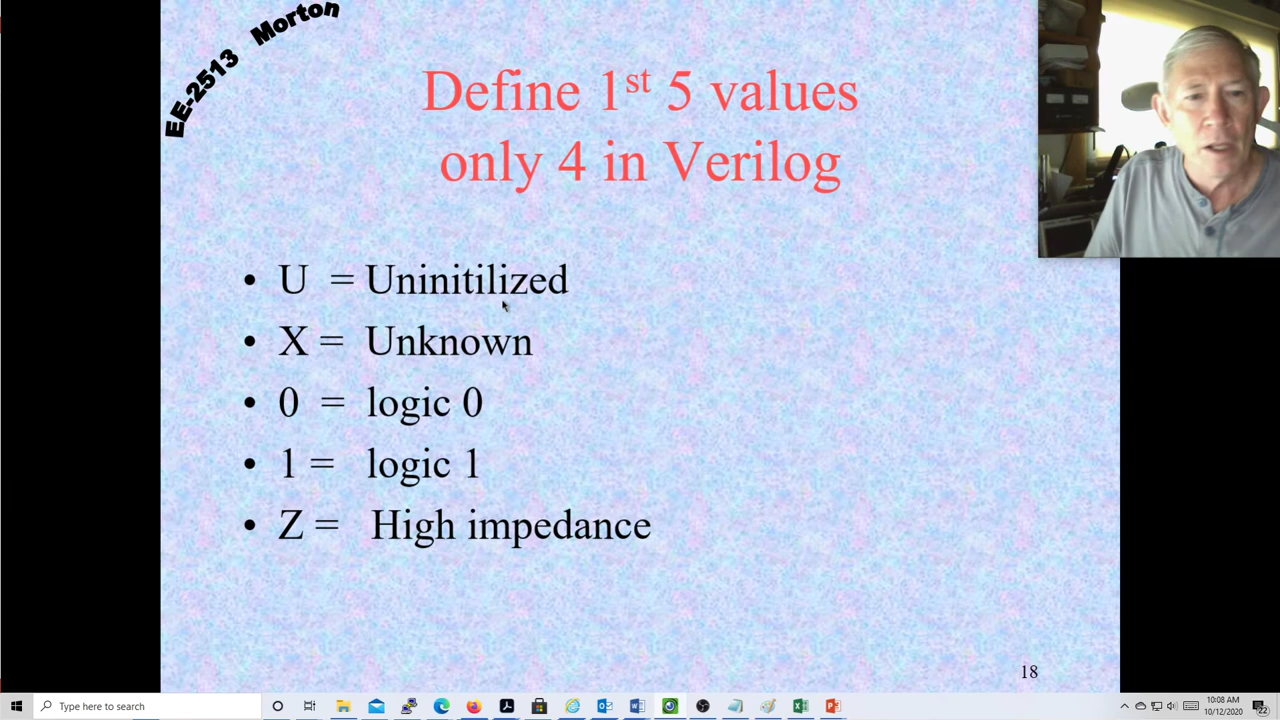 EE-2513 Morton
Define 1st 5 values
only 4 in Verilog
• U = Uninitilized
• X = Unknown
• 0 = logic 0
• 1 = logic 1
• Z = High impedance
18
Type here to search
10:08 AM
10/12/2020
22